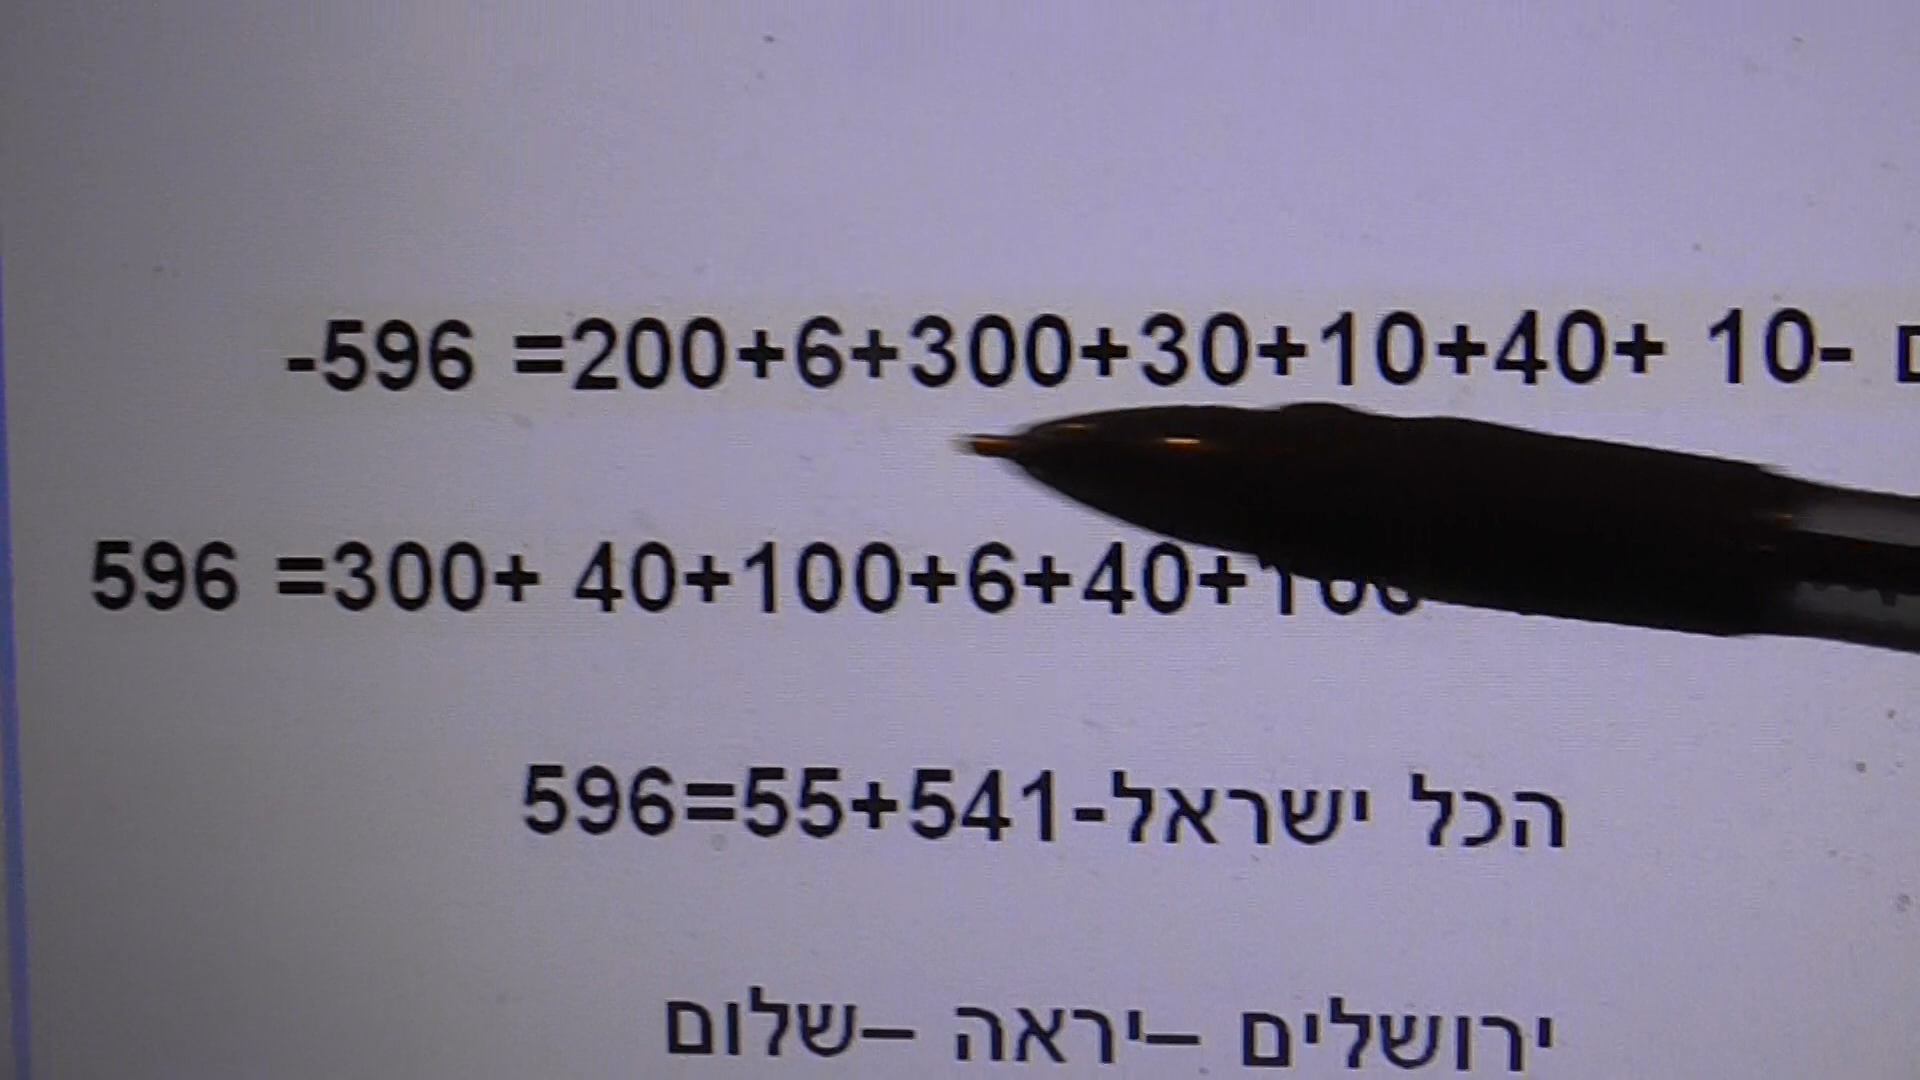 ם -10 +40+10+30+300+6+200= 596-
100+40+6+100+40 +300= 596
הכל ישראל-541+55=596
ירושלים –יראה –שלום